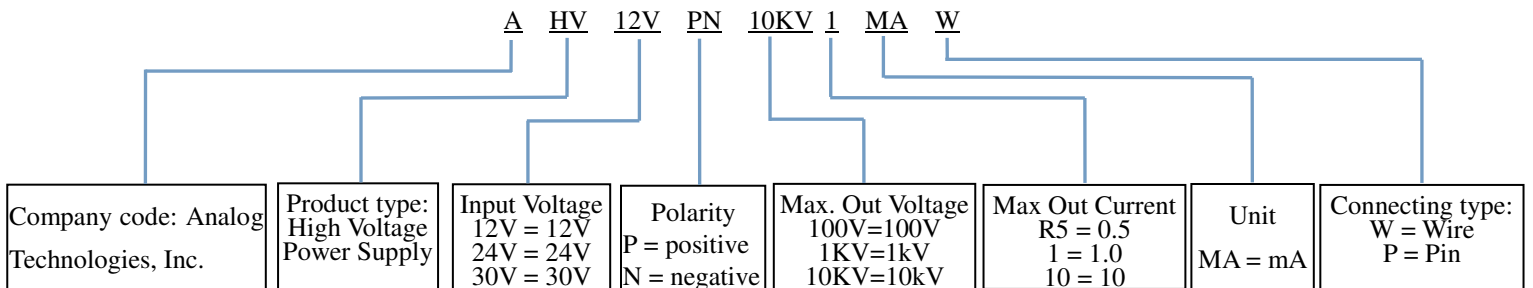 A HV 12V PN 10KV 1 MA W
Company code: Analog
Technologies, Inc.
Product type:
High Voltage
Power Supply
Input Voltage
12V = 12V
24V = 24V
30V = 30V
Polarity
P = positive
N = negative
Max. Out Voltage
100V=100V
1KV=1kV
10KV=10kV
Max Out Current
R5 = 0.5
1 = 1.0
10 = 10
Unit
MA = mA
Connecting type:
W = Wire
P = Pin